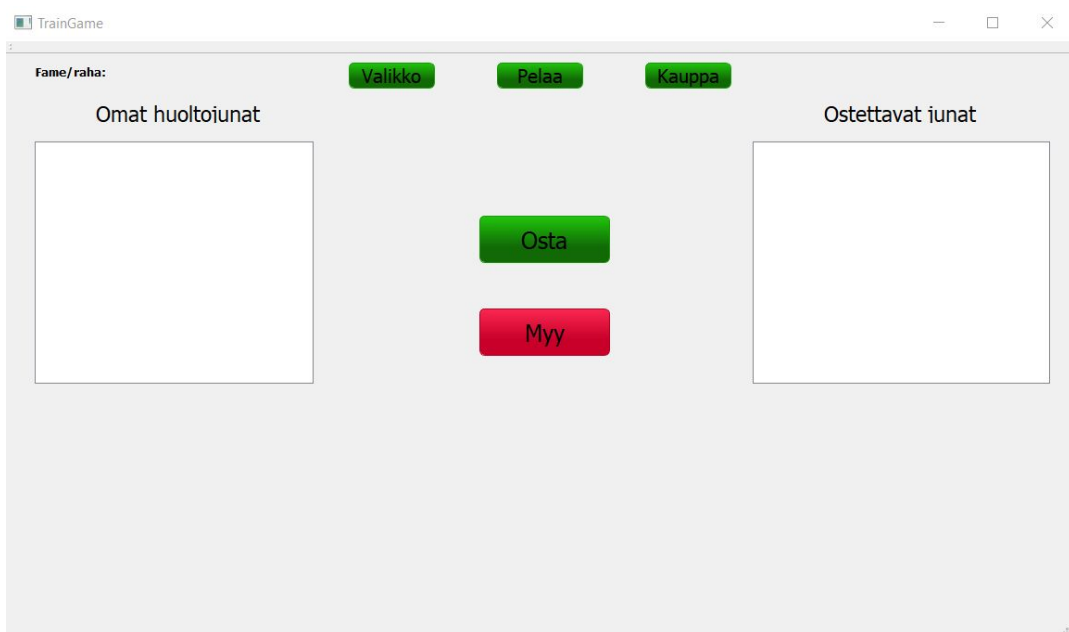 TrainGame
Fame/raha:
Valikko
Pelaa
Kauppa
Omat huoltojunat
Ostettavat junat
Osta
Myy